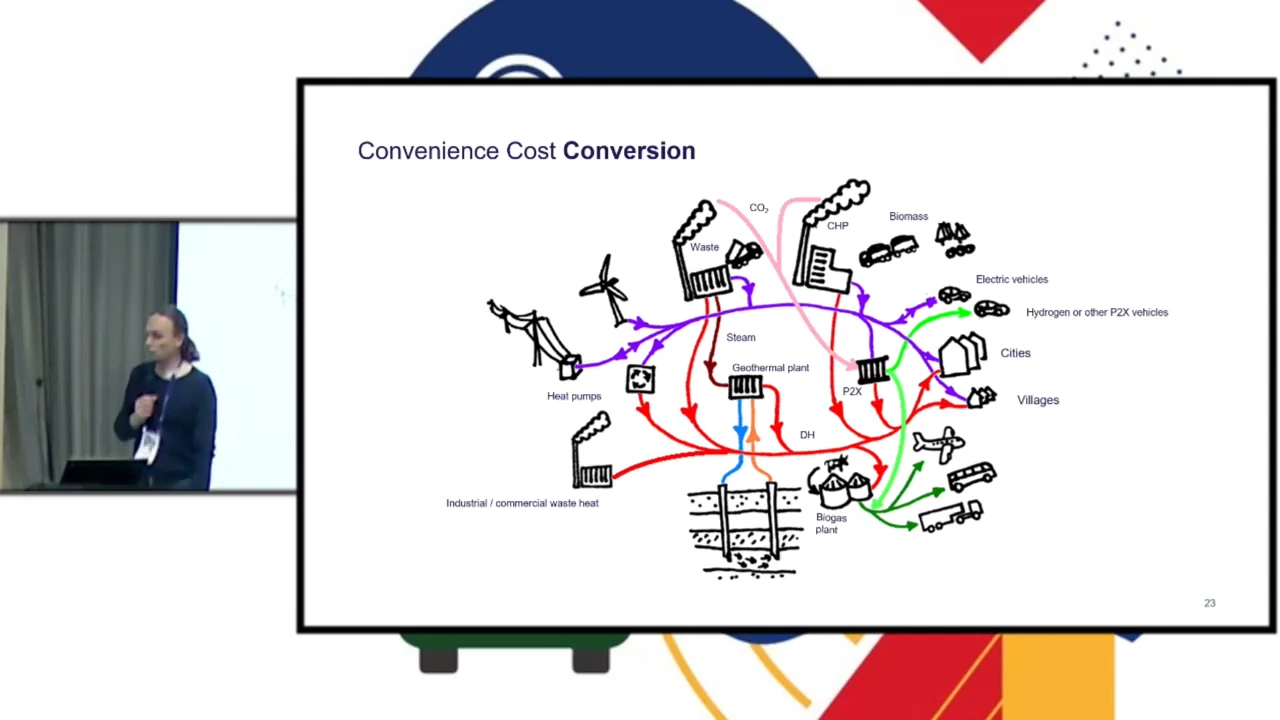 Convenience Cost Conversion
CO2
CHP
Biomass
Waste
Electric vehicles
Hydrogen or other P2X vehicles
Steam
Cities
Geothermal plant
Heat pumps
P2X
Villages
DH
Industrial / commercial waste heat
Biogas
plant
23